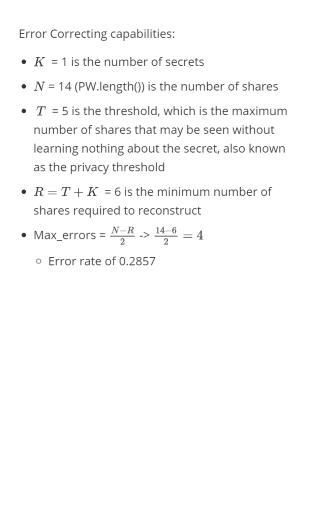 Error Correcting capabilities:
• K = 1 is the number of secrets
• N = 14 (PW.length()) is the number of shares
• T = 5 is the threshold, which is the maximum
number of shares that may be seen without
learning nothing about the secret, also known
as the privacy threshold
• R = T + K = 6 is the minimum number of
shares required to reconstruct
• Max_errors = \frac{N-R}{2} -> \frac{14-6}{2} = 4
○ Error rate of 0.2857